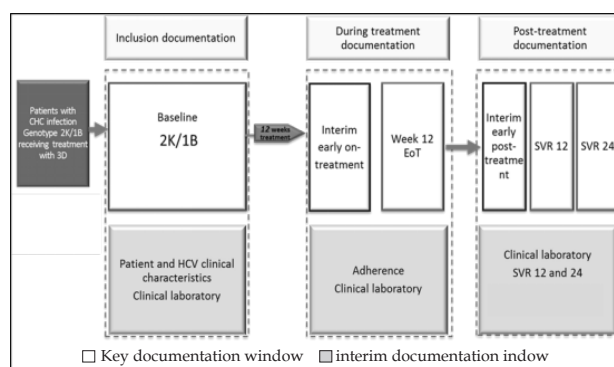 Inclusion documentation
During treatment
documentation
Post-treatment
documentation
Patients with
CHC infection
Genotype 2K/1B
receiving treatment
with 3D
Baseline
2K/1B
12 weeks
treatment
Interim
early on-
treatment
Week 12
EoT
Interim
early
post-
treatme
nt
SVR 12
SVR 24
Patient and HCV clinical
characteristics
Clinical laboratory
Adherence
Clinical laboratory
Clinical laboratory
SVR 12 and 24
Key documentation window
interim documentation indow